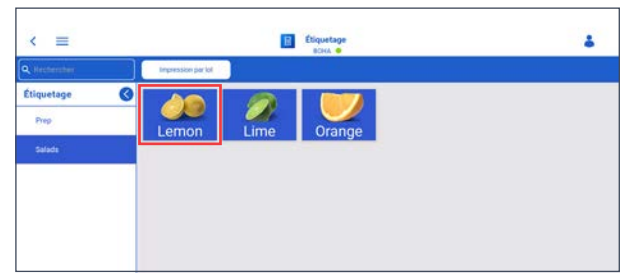 Étiquetage
BOHA
Rechercher
Impression par lot
Étiquetage
Prep
Salads
Lemon
Lime
Orange